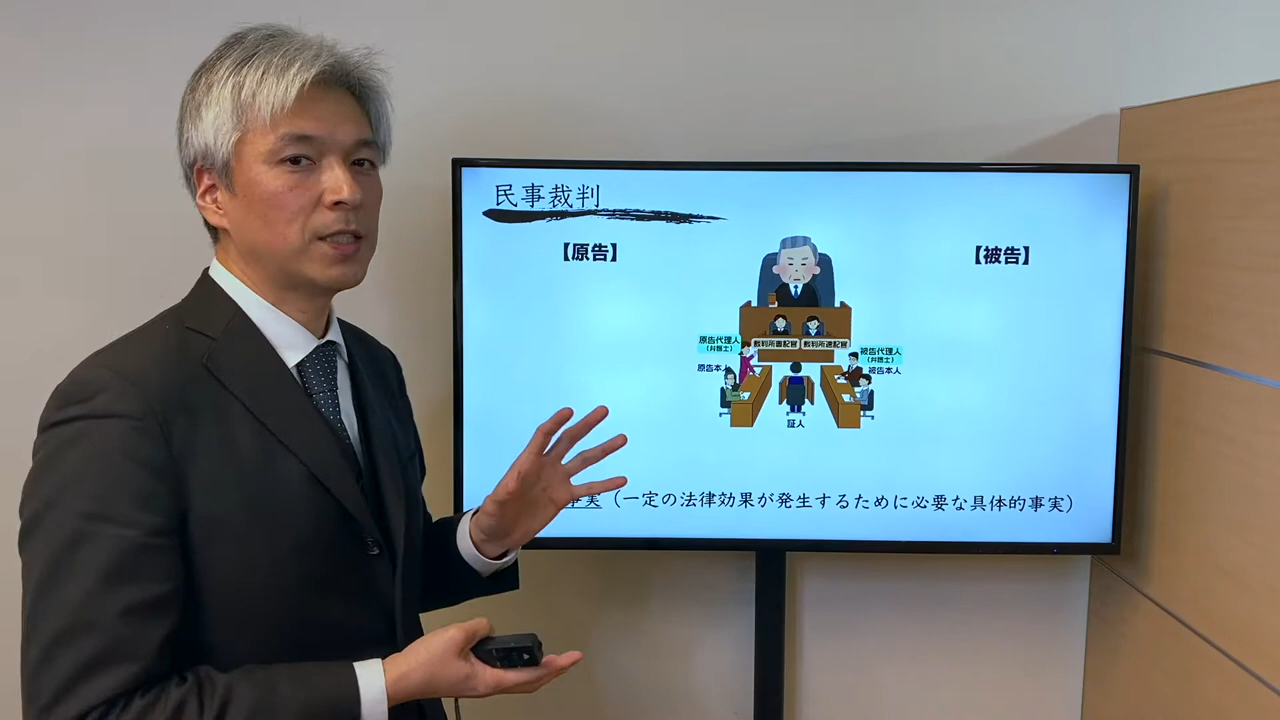 民事裁判
【原告】
【被告】
原告代理人
(弁護士)
裁判所書記官
裁判所速記官
被告代理人
(弁護士)
原告本人
被告本人
証人
事実(一定の法律効果が発生するために必要な具体的事実)